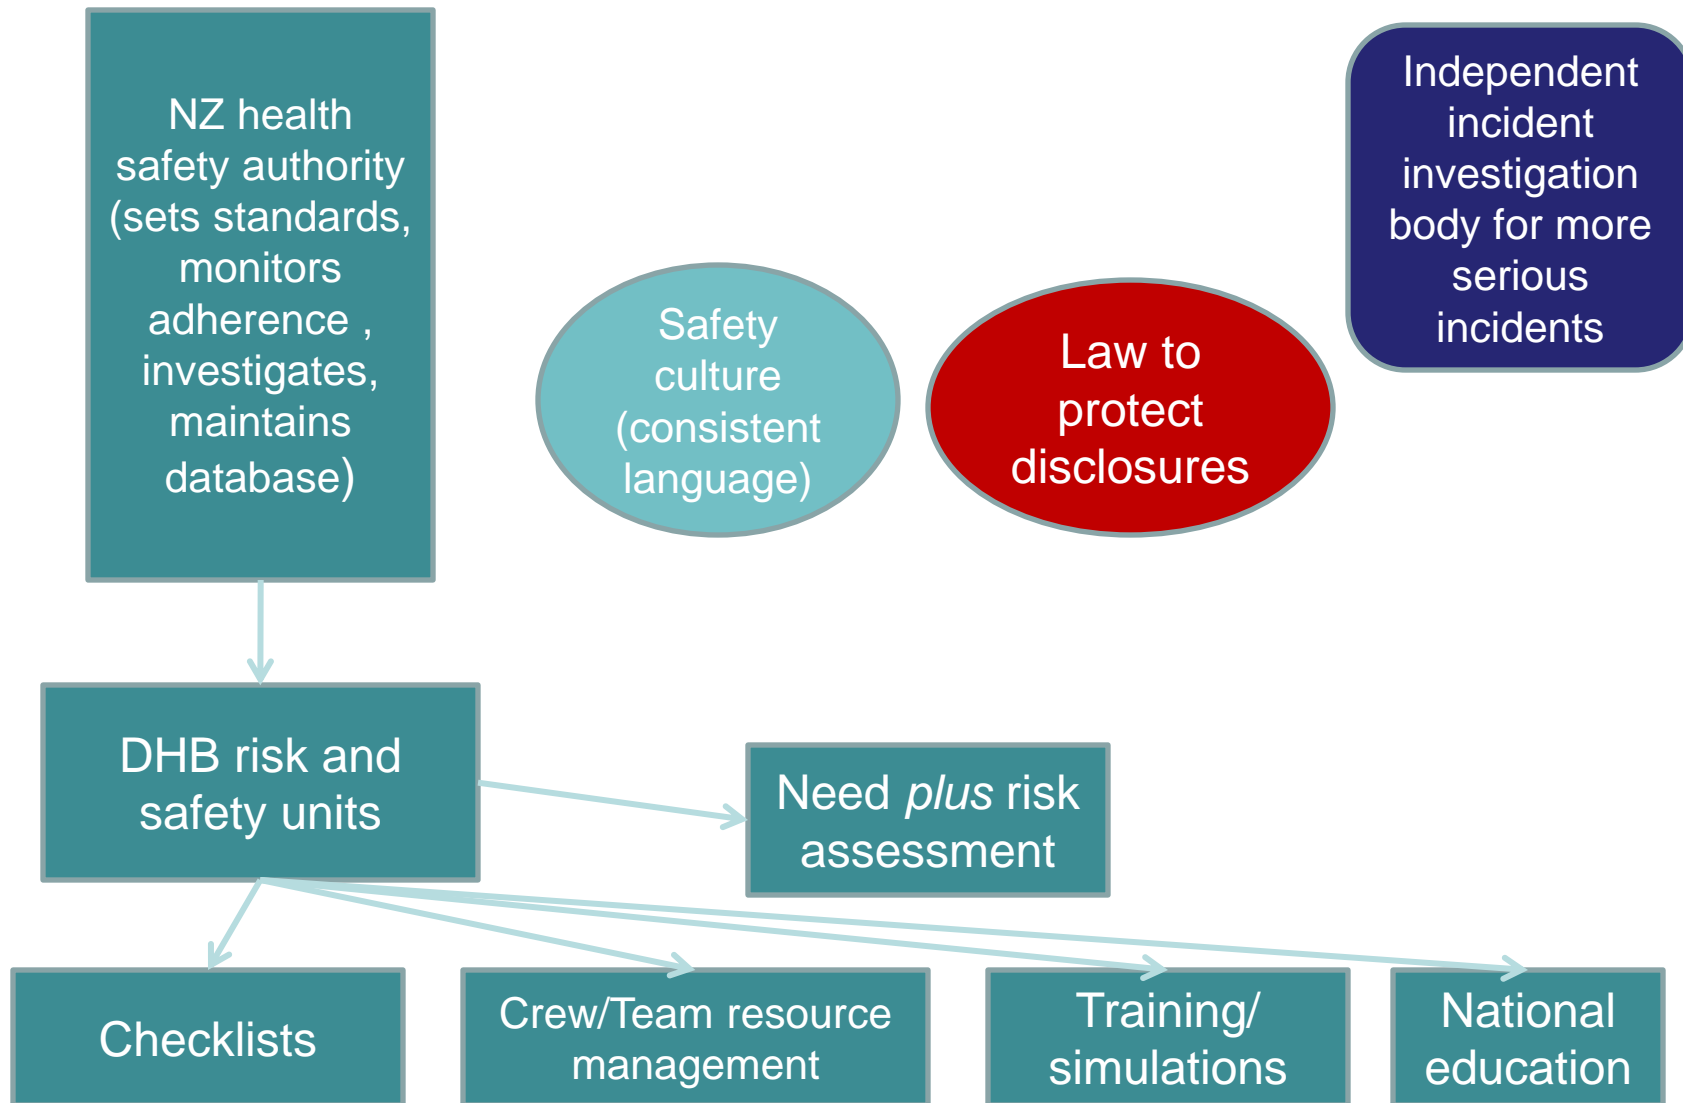 NZ health
safety authority
(sets standards,
monitors
adherence ,
investigates,
maintains
database)
Safety
culture
(consistent
language)
Law to
protect
disclosures
Independent
incident
investigation
body for more
serious
incidents
DHB risk and
safety units
Need plus risk
assessment
Checklists
Crew/Team resource
management
Training/
simulations
National
education